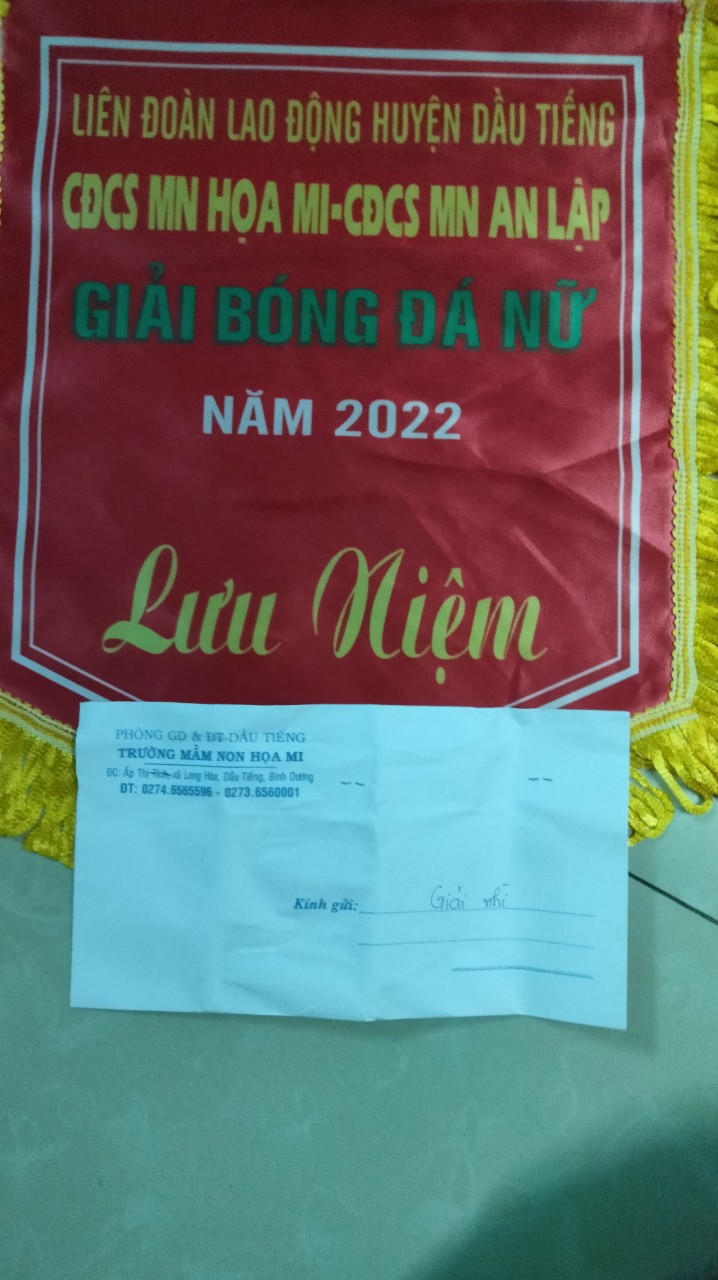 LIÊN ĐOÀN LAO ĐỘNG HUYỆN DẦU TIẾNG
CĐCS MN HỌA MI-CĐCS MN AN LẬP
GIẢI BÓNG ĐÁ NỮ
NĂM 2022
Lưu Niệm
PHÒNG GD & ĐT DẦU TIẾNG
TRƯỜNG MẦM NON HỌA MI
ĐC: Ấp Thị Tính, xã Long Hòa, Dầu Tiếng, Bình Dương
ĐT: 0274.6565596 - 0273.6560001
Kính gửi: Giải nhì